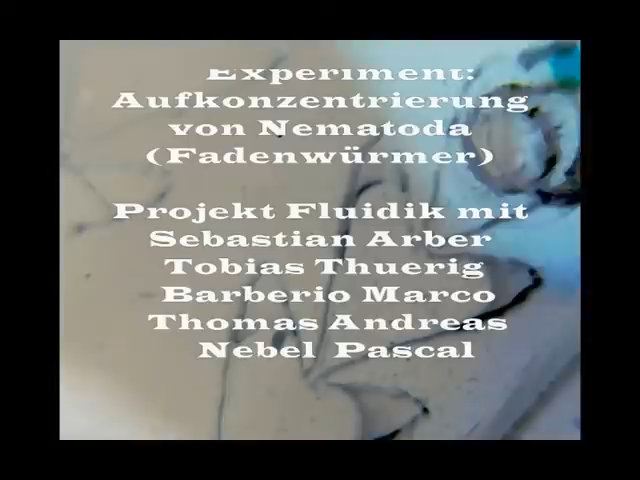 Experiment:
Aufkonzentrierung
von Nematoda
(Fadenwürmer)
Projekt Fluidik mit
Sebastian Arber
Tobias Thuerig
Barberio Marco
Thomas Andreas
Nebel Pascal